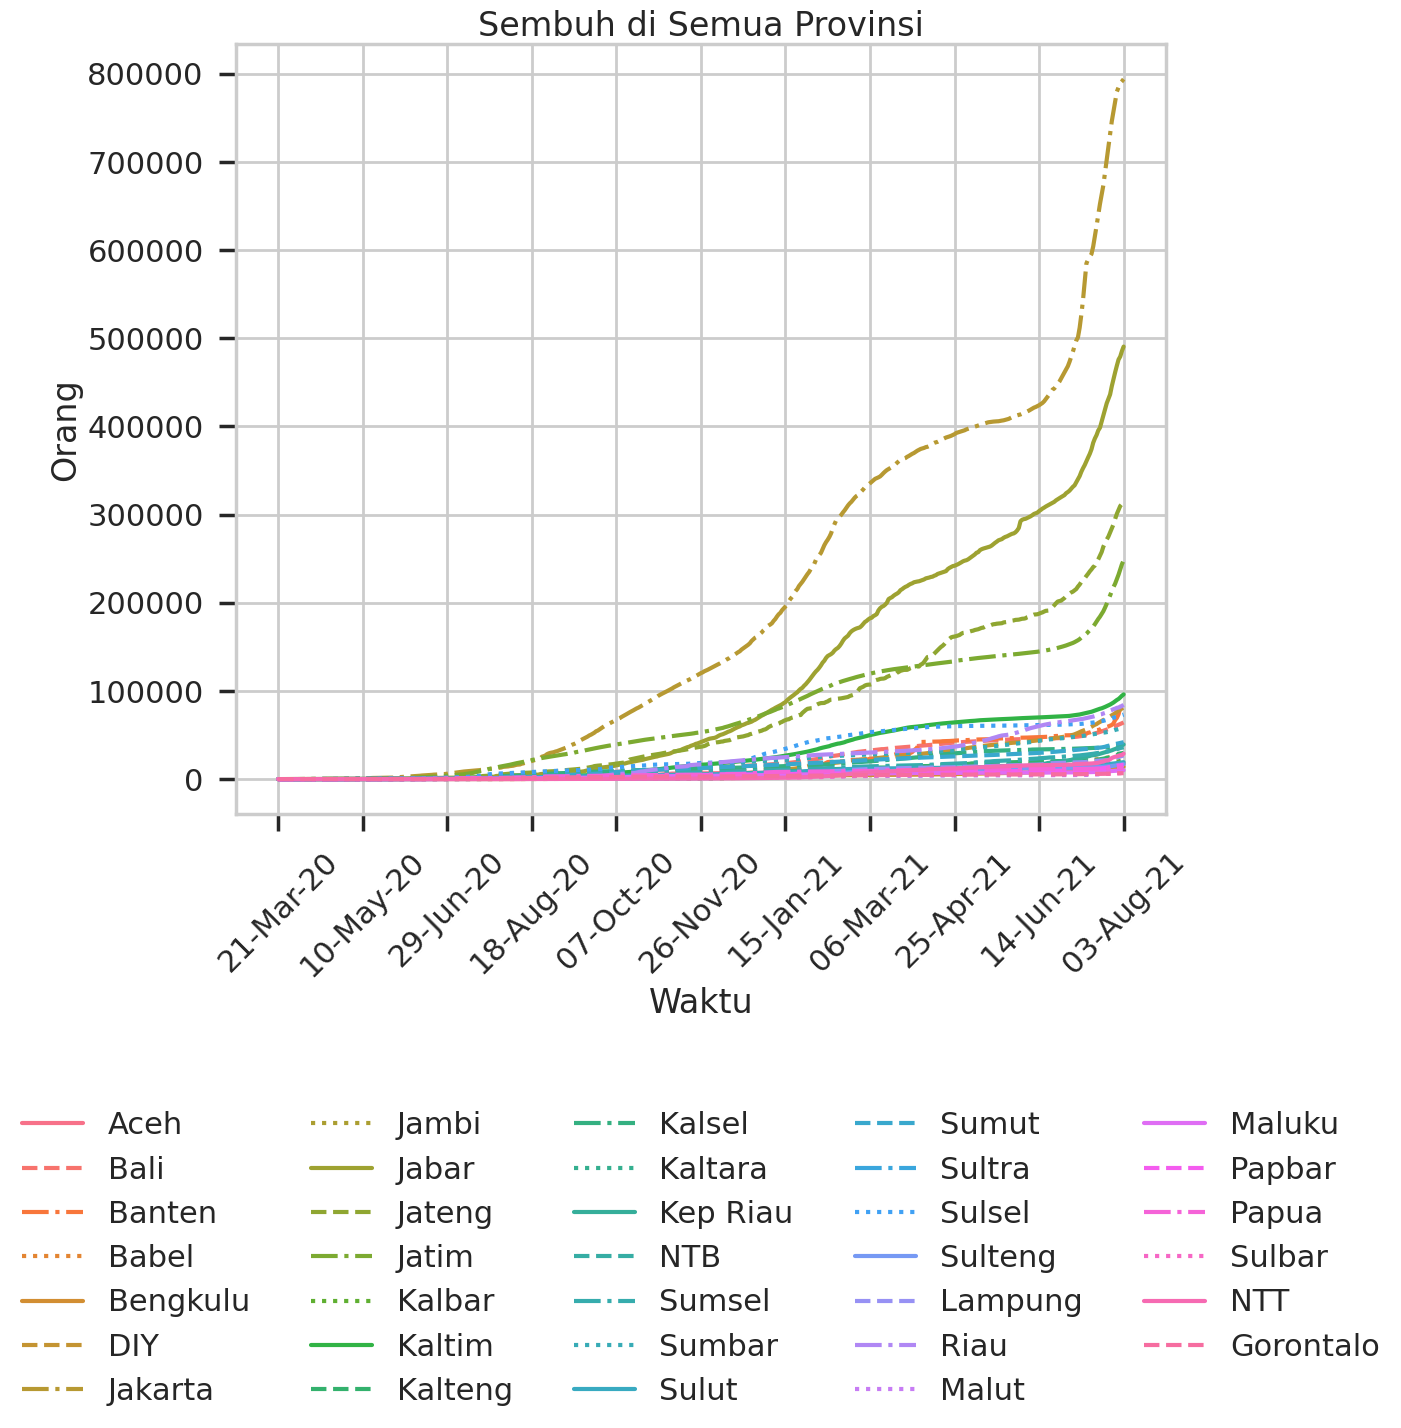 Sembuh di Semua Provinsi
800000
700000
600000
500000
400000
300000
200000
100000
0
Orang
21-Mar-20
10-May-20
29-Jun-20
18-Aug-20
07-Oct-20
26-Nov-20
15-Jan-21
06-Mar-21
25-Apr-21
14-Jun-21
03-Aug-21
Waktu
Aceh
Bali
Banten
Babel
Bengkulu
DIY
Jakarta
Jambi
Jabar
Jateng
Jatim
Kalbar
Kaltim
Kalteng
Kalsel
Kaltara
Kep Riau
NTB
Sumsel
Sumbar
Sulut
Sumut
Sultra
Sulsel
Sulteng
Lampung
Riau
Malut
Maluku
Papbar
Papua
Sulbar
NTT
Gorontalo